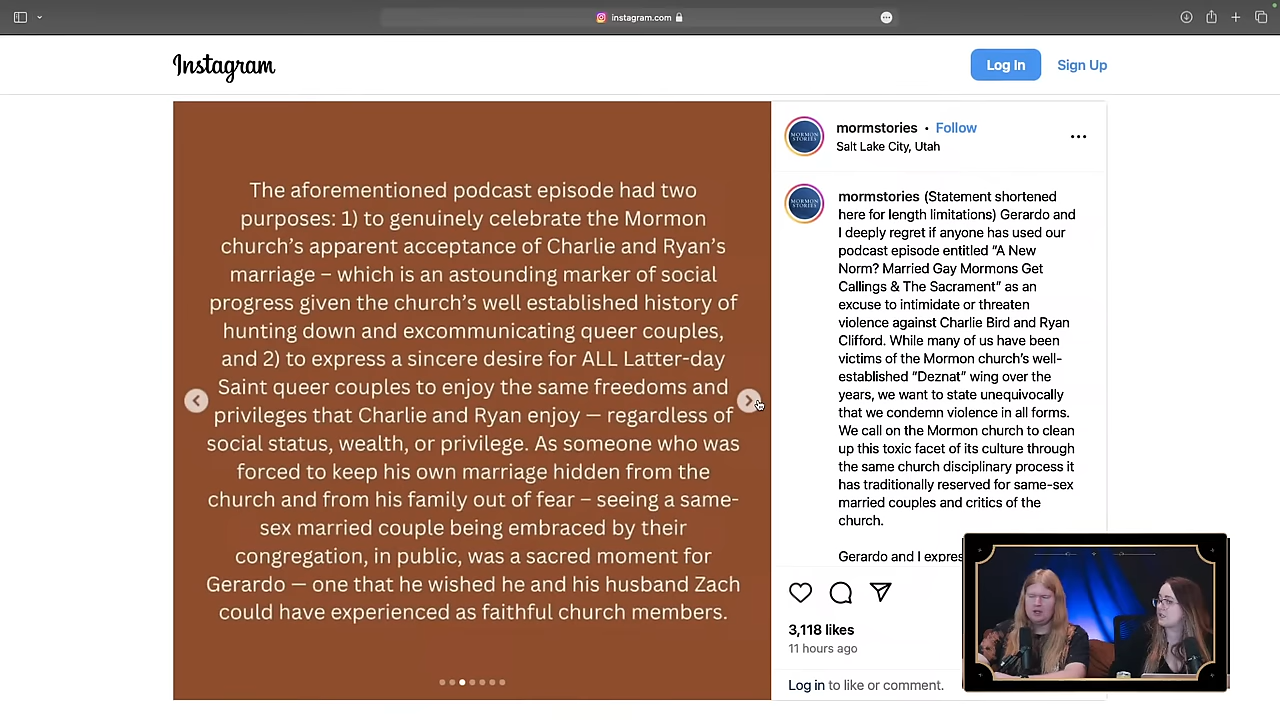 instagram.com
Instagram
Log In
Sign Up
The aforementioned podcast episode had two
purposes: 1) to genuinely celebrate the Mormon
church’s apparent acceptance of Charlie and Ryan’s
marriage – which is an astounding marker of social
progress given the church’s well established history of
hunting down and excommunicating queer couples,
and 2) to express a sincere desire for ALL Latter-day
Saint queer couples to enjoy the same freedoms and
privileges that Charlie and Ryan enjoy — regardless of
social status, wealth, or privilege. As someone who was
forced to keep his own marriage hidden from the
church and from his family out of fear – seeing a same-
sex married couple being embraced by their
congregation, in public, was a sacred moment for
Gerardo — one that he wished he and his husband Zach
could have experienced as faithful church members.
MORMON
STORIES
mormstories • Follow
Salt Lake City, Utah
MORMON
STORIES
mormstories (Statement shortened
here for length limitations) Gerardo and
I deeply regret if anyone has used our
podcast episode entitled “A New
Norm? Married Gay Mormons Get
Callings & The Sacrament” as an
excuse to intimidate or threaten
violence against Charlie Bird and Ryan
Clifford. While many of us have been
victims of the Mormon church’s well-
established “Deznat” wing over the
years, we want to state unequivocally
that we condemn violence in all forms.
We call on the Mormon church to clean
up this toxic facet of its culture through
the same church disciplinary process it
has traditionally reserved for same-sex
married couples and critics of the
church.
Gerardo and I expres
3,118 likes
11 hours ago
Log in to like or comment.